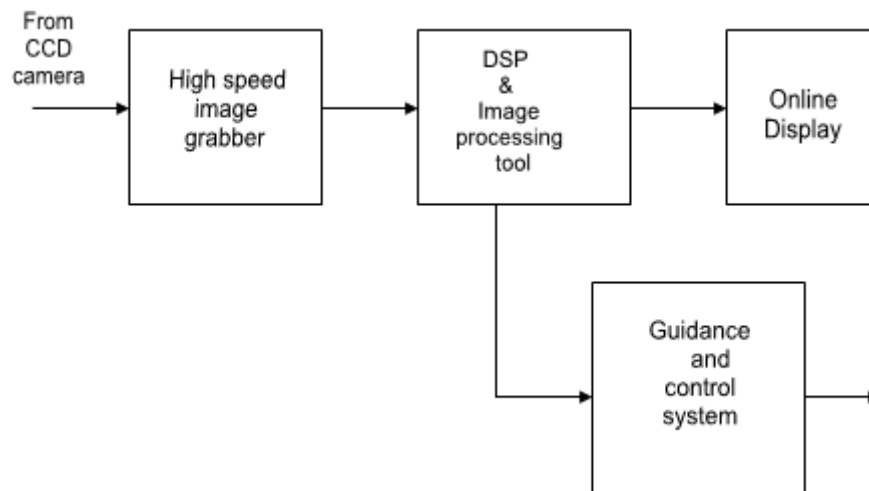 From
CCD
camera
High speed
image
grabber
DSP
&
Image
processing
tool
Online
Display
Guidance
and
control
system